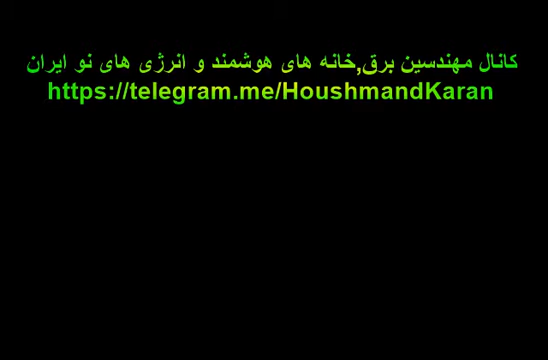 کانال مهندسین برق,خانه های هوشمند و انرژی های نو ایران
https://telegram.me/HoushmandKaran